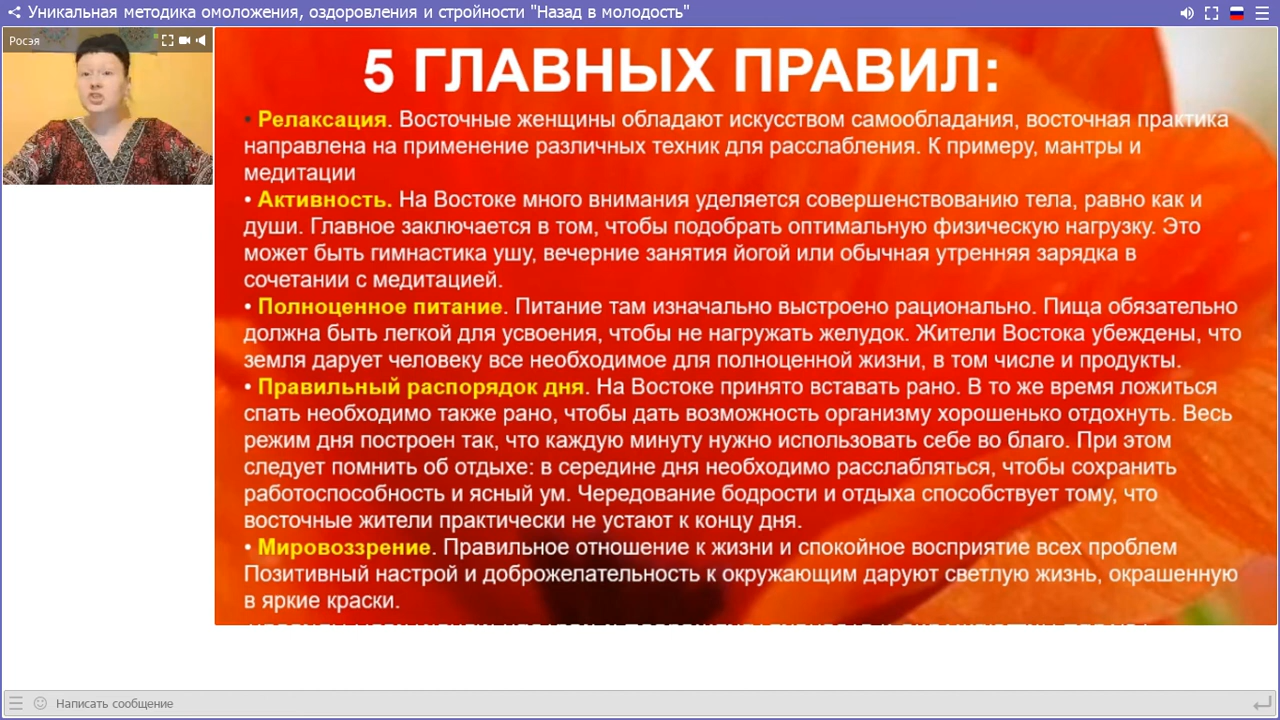 Уникальная методика омоложения, оздоровления и стройности "Назад в молодость"
Росэя
5 ГЛАВНЫХ ПРАВИЛ:
• Релаксация. Восточные женщины обладают искусством самообладания, восточная практика
направлена на применение различных техник для расслабления. К примеру, мантры и
медитации
• Активность. На Востоке много внимания уделяется совершенствованию тела, равно как и
души. Главное заключается в том, чтобы подобрать оптимальную физическую нагрузку. Это
может быть гимнастика ушу, вечерние занятия йогой или обычная утренняя зарядка в
сочетании с медитацией.
• Полноценное питание. Питание там изначально выстроено рационально. Пища обязательно
должна быть легкой для усвоения, чтобы не нагружать желудок. Жители Востока убеждены, что
земля дарует человеку все необходимое для полноценной жизни, в том числе и продукты.
• Правильный распорядок дня. На Востоке принято вставать рано. В то же время ложиться
спать необходимо также рано, чтобы дать возможность организму хорошенько отдохнуть. Весь
режим дня построен так, что каждую минуту нужно использовать себе во благо. При этом
следует помнить об отдыхе: в середине дня необходимо расслабляться, чтобы сохранить
работоспособность и ясный ум. Чередование бодрости и отдыха способствует тому, что
восточные жители практически не устают к концу дня.
• Мировоззрение. Правильное отношение к жизни и спокойное восприятие всех проблем
Позитивный настрой и доброжелательность к окружающим даруют светлую жизнь, окрашенную
в яркие краски.
Написать сообщение